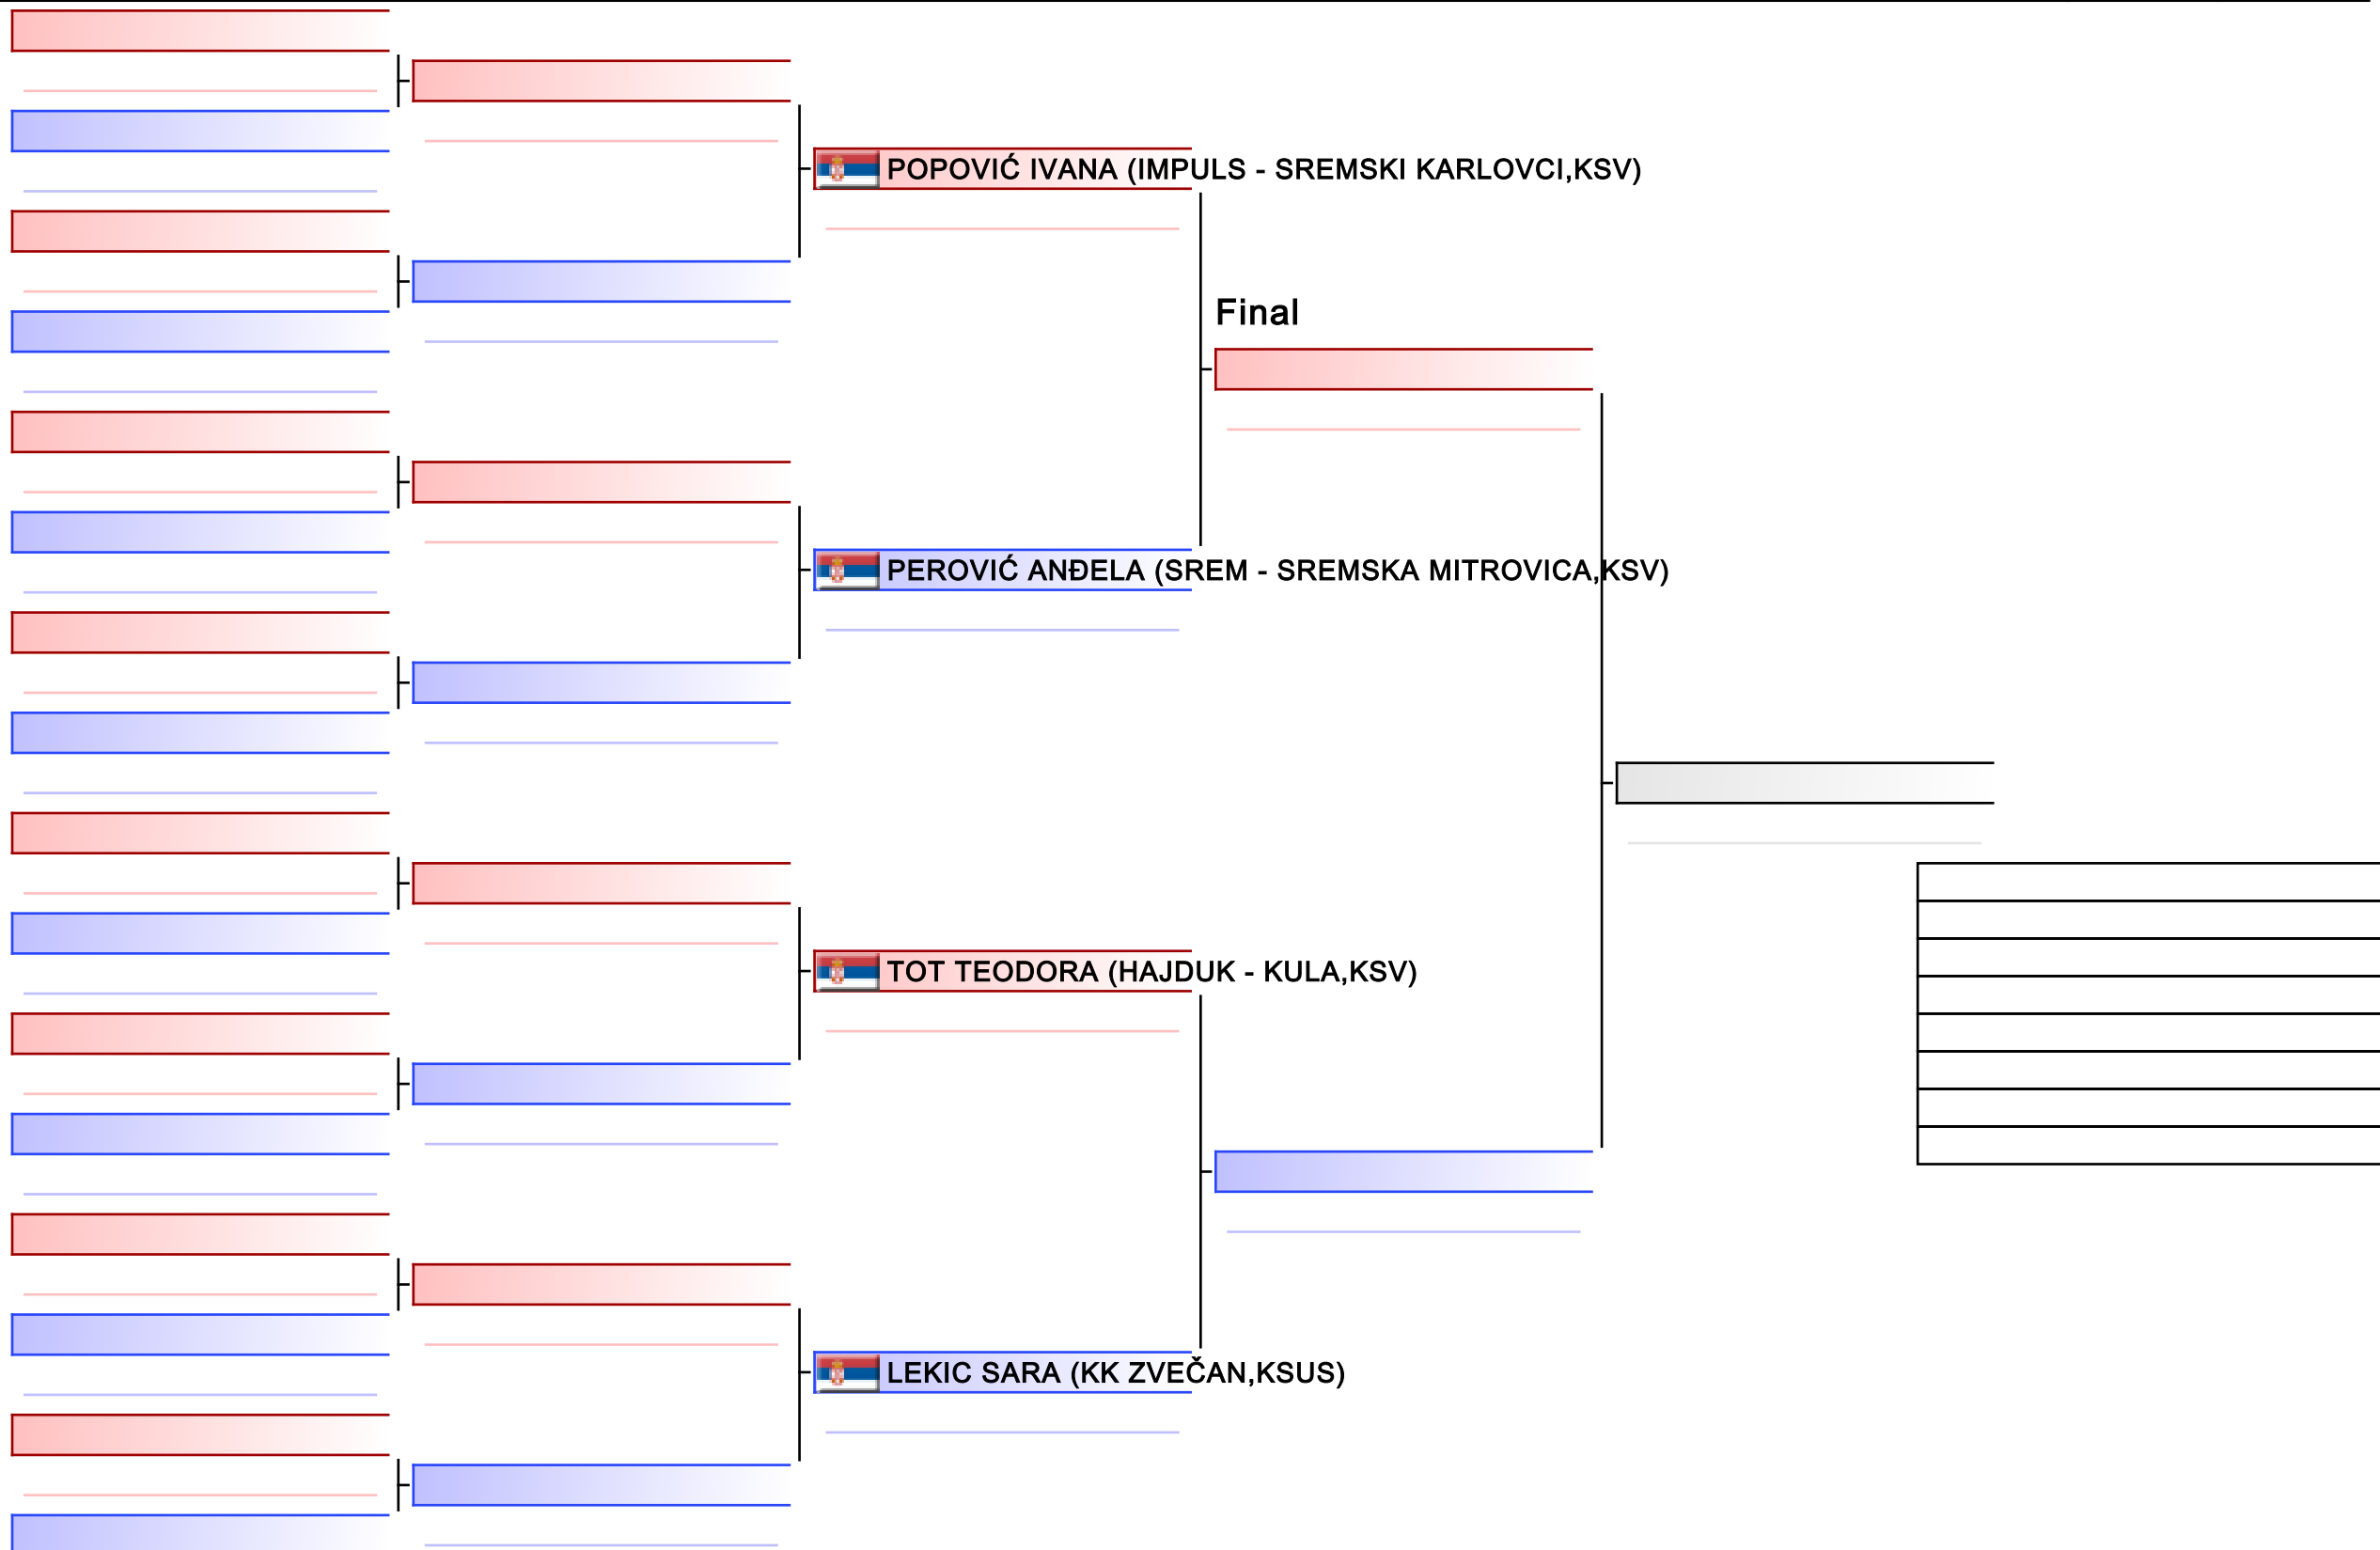 POPOVIĆ IVANA (IMPULS - SREMSKI KARLOVCI,KSV)
Final
PEROVIĆ ANĐELA (SREM - SREMSKA MITROVICA,KSV)
TOT TEODORA (HAJDUK - KULA,KSV)
LEKIC SARA (KK ZVEČAN,KSUS)